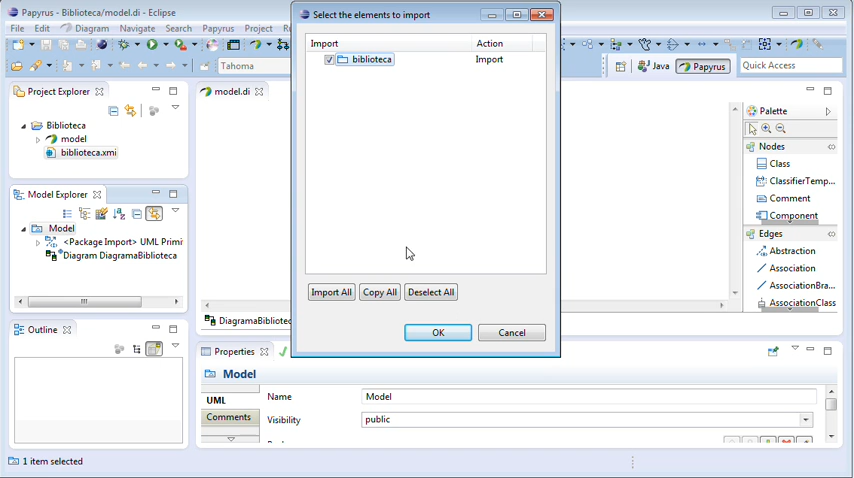 Papyrus - Biblioteca/model.di - Eclipse
File Edit Diagram Navigate Search Papyrus Project
Tahoma
Java Papyrus Quick Access
Project Explorer
Biblioteca
model
biblioteca.xmi
Model Explorer
Model
<Package Import> UML Primi
Diagram DiagramaBiblioteca
Outline
model.di
DiagramaBibliotec
Select the elements to import
Import Action
biblioteca Import
Import All Copy All Deselect All
OK Cancel
Palette
Nodes
Class
ClassifierTemp...
Comment
Component
Edges
Abstraction
Association
AssociationBra...
AssociationClass
Properties
Model
UML
Comments
Name Model
Visibility public
1 item selected